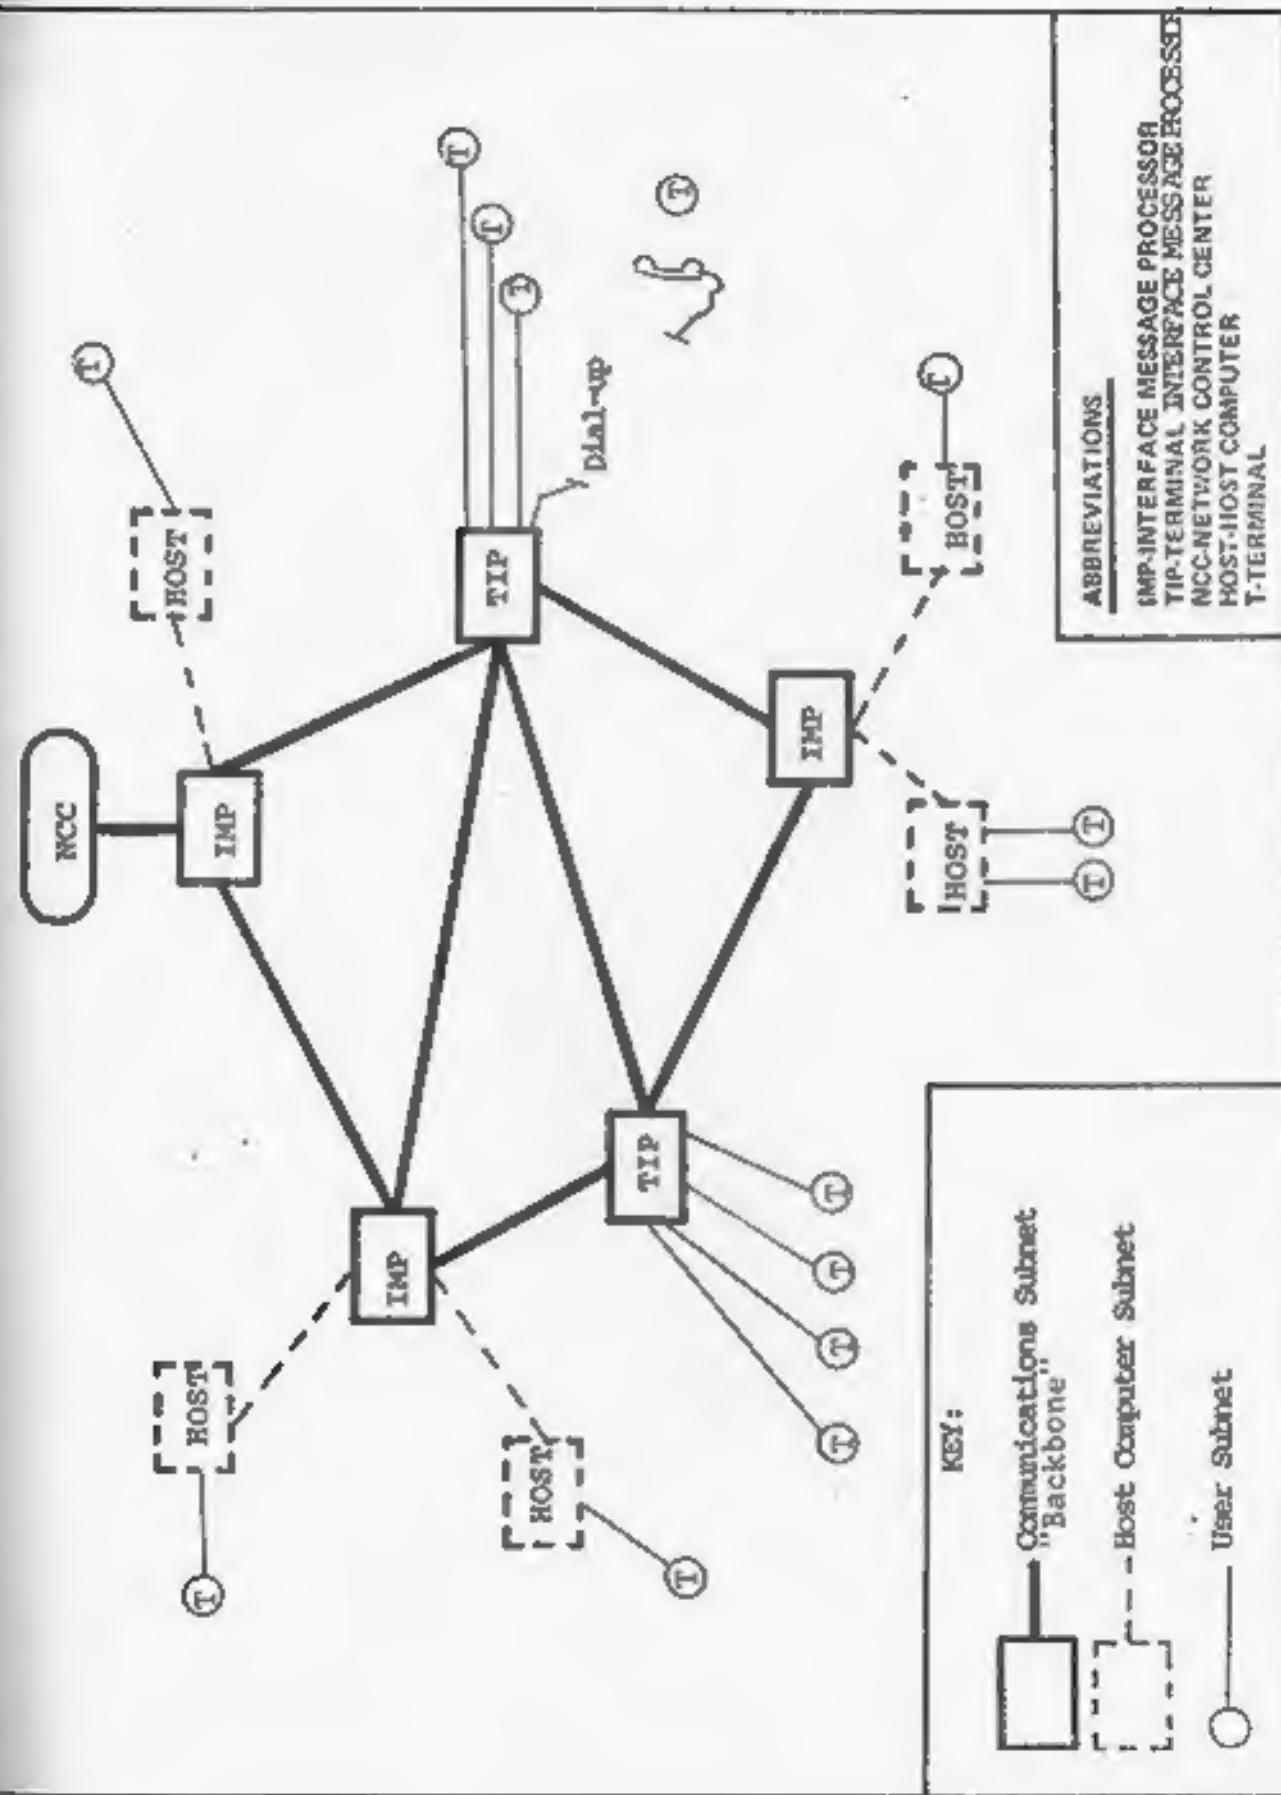 NCC
T
HOST
T
HOST
IMP
IMP
T
T
TIP
T
HOST
Dial-up
TIP
T
T
IMP
T
T
T
T
HOST
HOST
T
T
T
KEY:
Communications Subnet
"Backbone"
Host Computer Subnet
User Subnet
ABBREVIATIONS
IMP-INTERFACE MESSAGE PROCESSOR
TIP-TERMINAL INTERFACE MESSAGE PROCESSOR
NCC-NETWORK CONTROL CENTER
HOST-HOST COMPUTER
T-TERMINAL